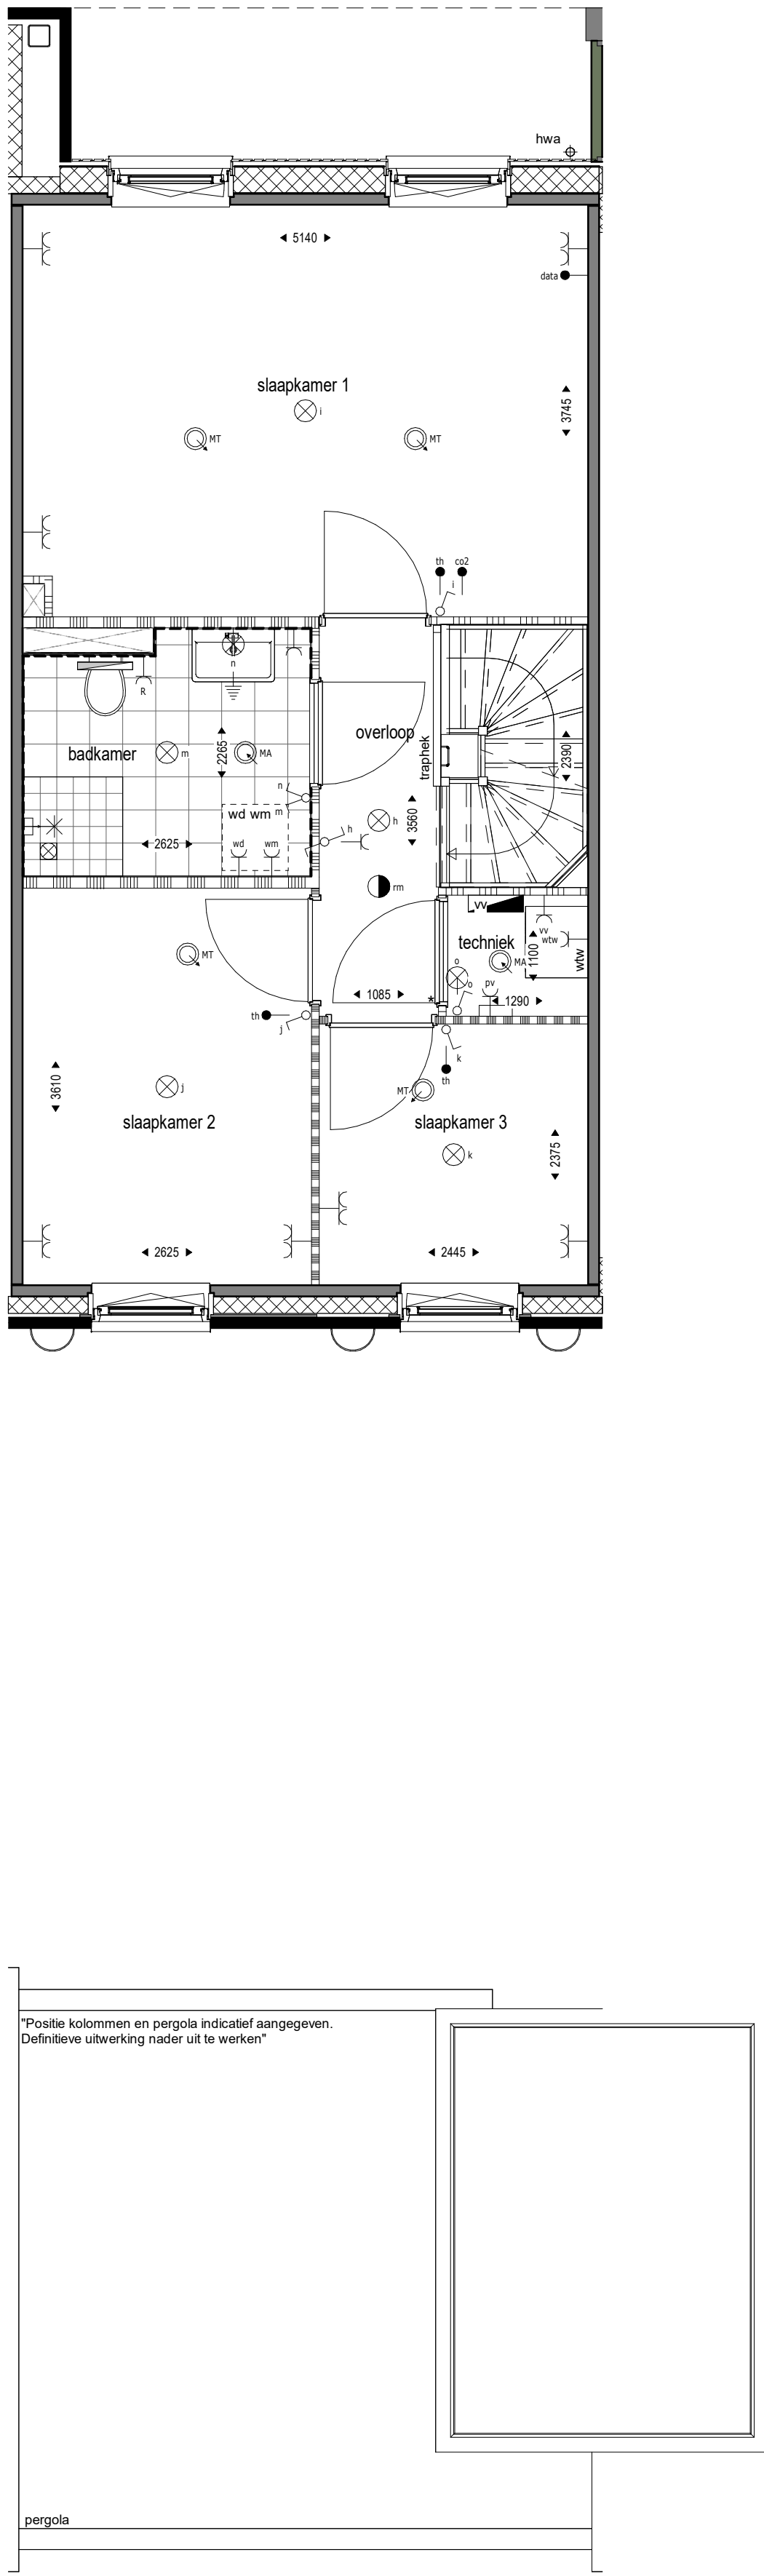 hwa
5140
data
slaapkamer 1
i
3745
MT
MT
th
co2
i
n
R
overloop
badkamer
m
2265
MA
traphek
2390
n
m
wd wm
3560
h
h
2625
wd
wm
rm
vv
techniek
vv
wtw
wtw
MT
MA
1100
o
o
pv
1085
*
1290
th
j
k
th
3610
j
MT
slaapkamer 2
slaapkamer 3
2375
k
2625
2445
"Positie kolommen en pergola indicatief aangegeven.
Definitieve uitwerking nader uit te werken"
pergola